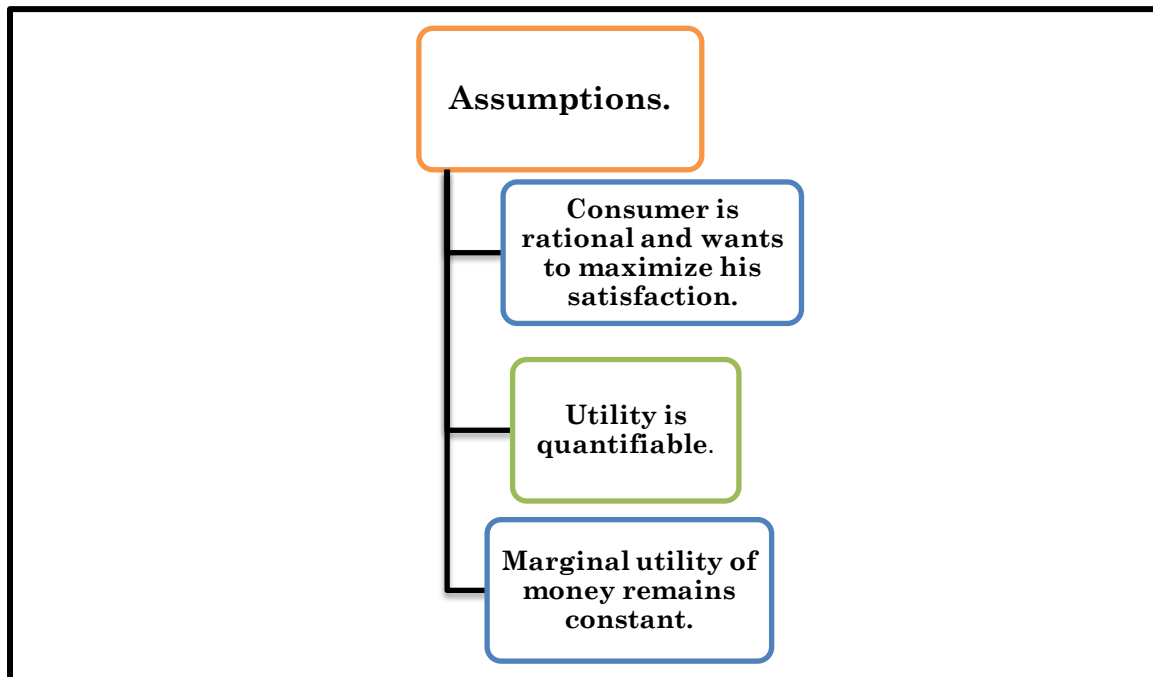 Assumptions.
Consumer is
rational and wants
to maximize his
satisfaction.
Utility is
quantifiable.
Marginal utility of
money remains
constant.